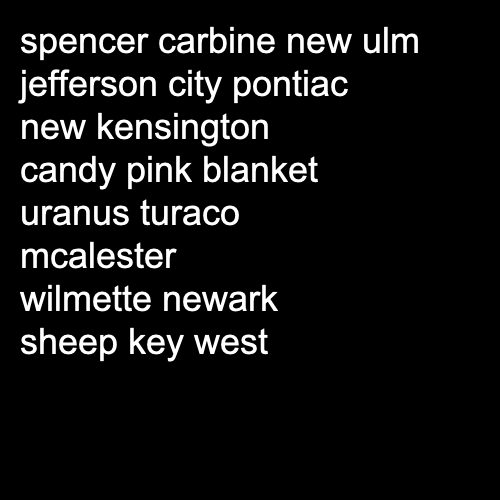 spencer carbine new ulm
jefferson city pontiac
new kensington
candy pink blanket
uranus turaco
mcalester
wilmette newark
sheep key west